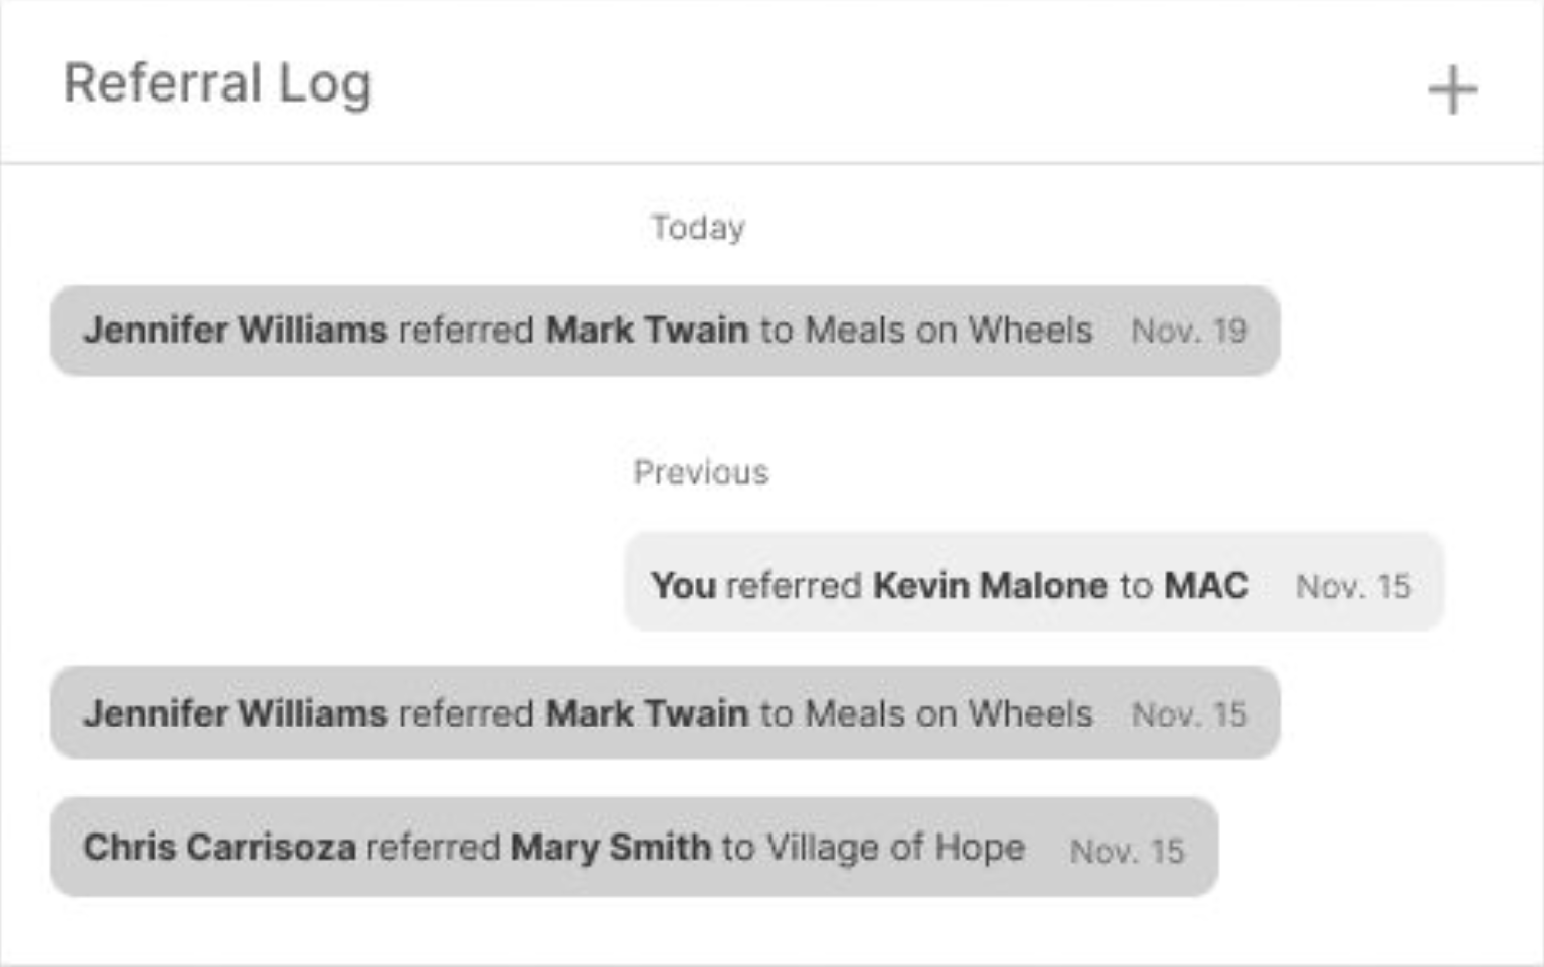 Referral Log +
Today
Jennifer Williams referred Mark Twain to Meals on Wheels Nov. 19
Previous
You referred Kevin Malone to MAC Nov. 15
Jennifer Williams referred Mark Twain to Meals on Wheels Nov. 15
Chris Carrisoza referred Mary Smith to Village of Hope Nov. 15